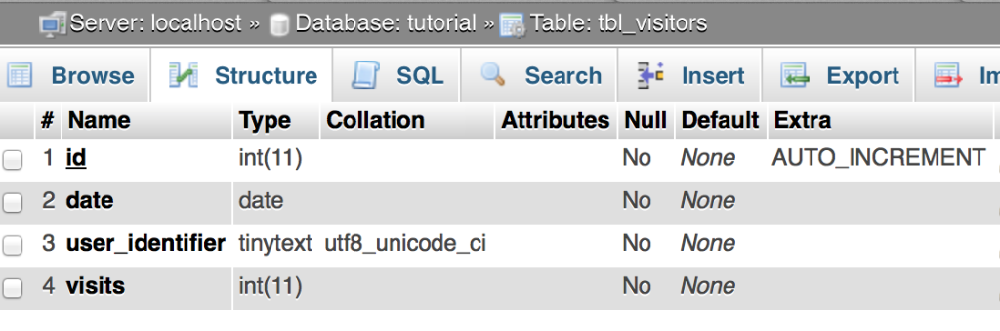 Server: localhost » Database: tutorial » Table: tbl_visitors
Browse Structure SQL Search Insert Export
# Name Type Collation Attributes Null Default Extra
1 id int(11) No None AUTO_INCREMENT
2 date date No None
3 user_identifier tinytext utf8_unicode_ci No None
4 visits int(11) No None